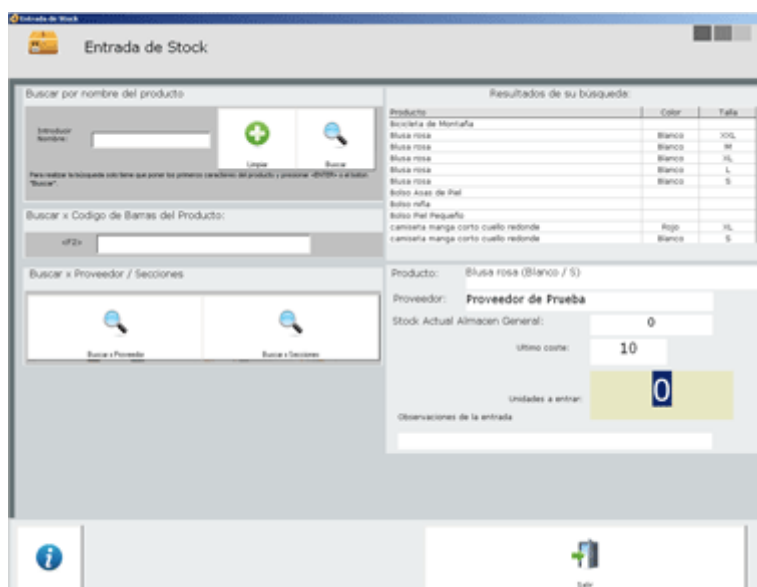 Entrada de Stock
Entrada de Stock
Buscar por nombre del producto
Introducir
Nombre:
Limpiar
Buscar
Para realizar la búsqueda solo tiene que poner los primeros caracteres del producto y presionar <ENTER> o el boton
"Buscar".
Buscar x Codigo de Barras del Producto:
<F2>
Buscar x Proveedor / Secciones
Buscar x Proveedor
Buscar x Secciones
Resultados de su búsqueda:
Producto Color Talla
Bicicleta de Montaña
Blusa rosa Blanco XXL
Blusa rosa Blanco M
Blusa rosa Blanco XL
Blusa rosa Blanco L
Blusa rosa Blanco S
Bolso Asas de Piel
Bolso niña
Bolso Piel Pequeño
camiseta manga corto cuello redonde Rojo XL
camiseta manga corto cuello redonde Blanco S
Producto: Blusa rosa (Blanco / S)
Proveedor: Proveedor de Prueba
Stock Actual Almacen General: 0
Ultimo coste: 10
Unidades a entrar: 0
Observaciones de la entrada
Salir